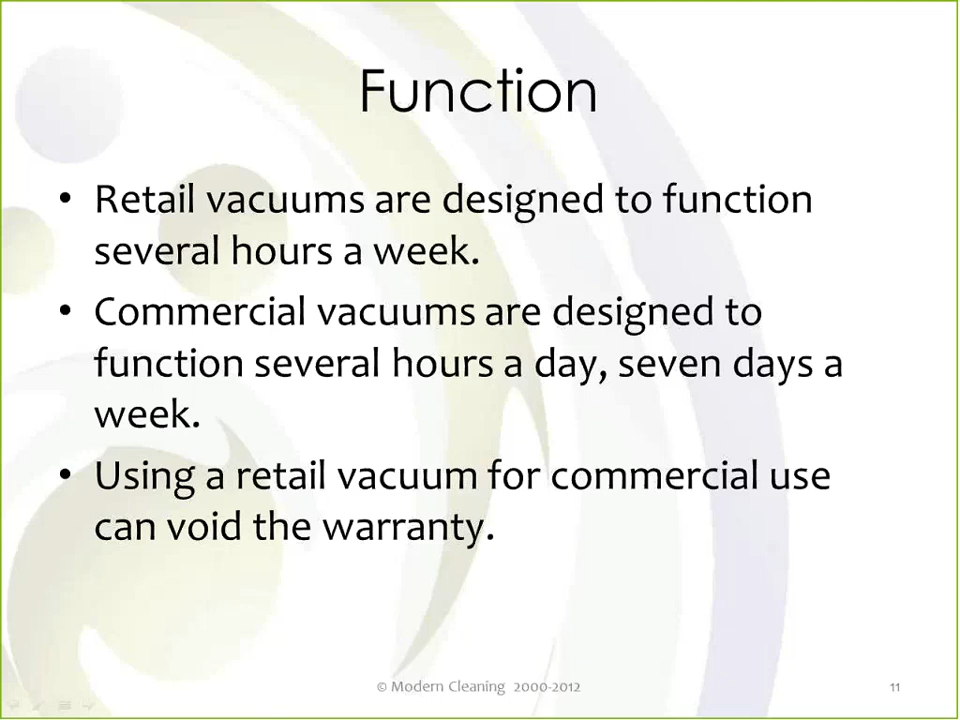 Function
• Retail vacuums are designed to function
several hours a week.
• Commercial vacuums are designed to
function several hours a day, seven days a
week.
• Using a retail vacuum for commercial use
can void the warranty.
© Modern Cleaning 2000-2012
11